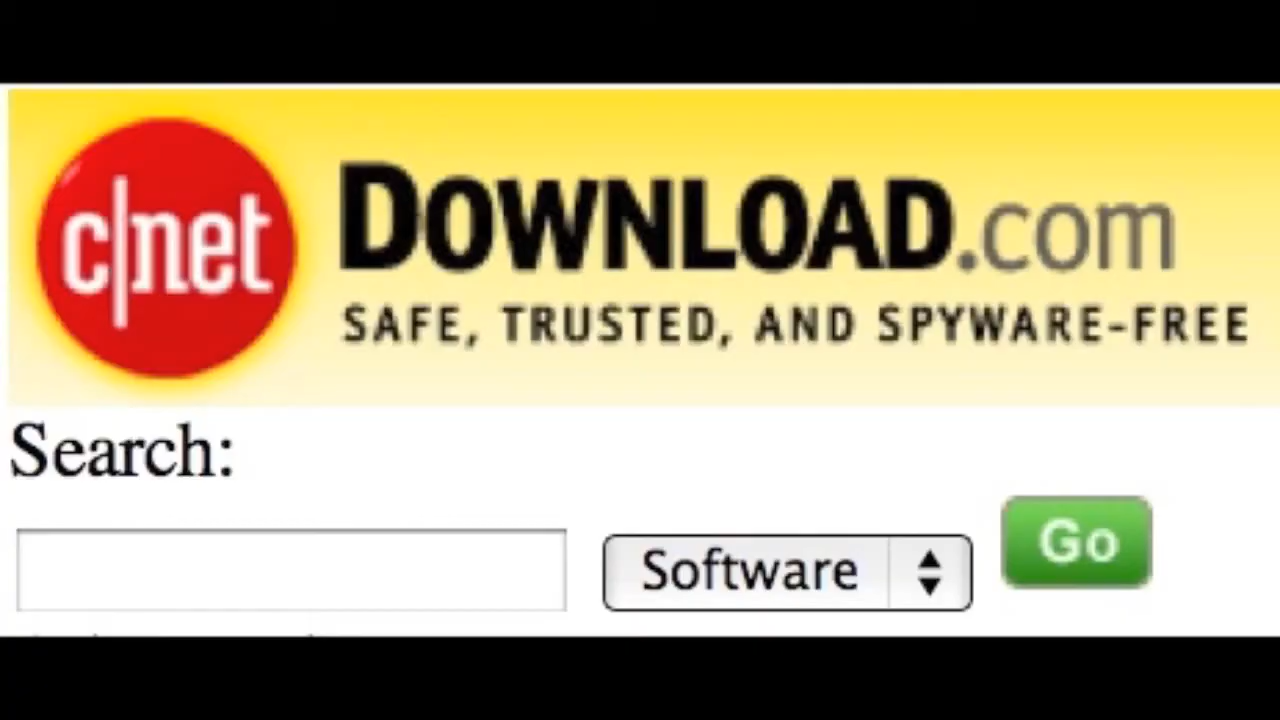 c|net
DOWNLOAD.com
SAFE, TRUSTED, AND SPYWARE-FREE
Search:
Software
Go